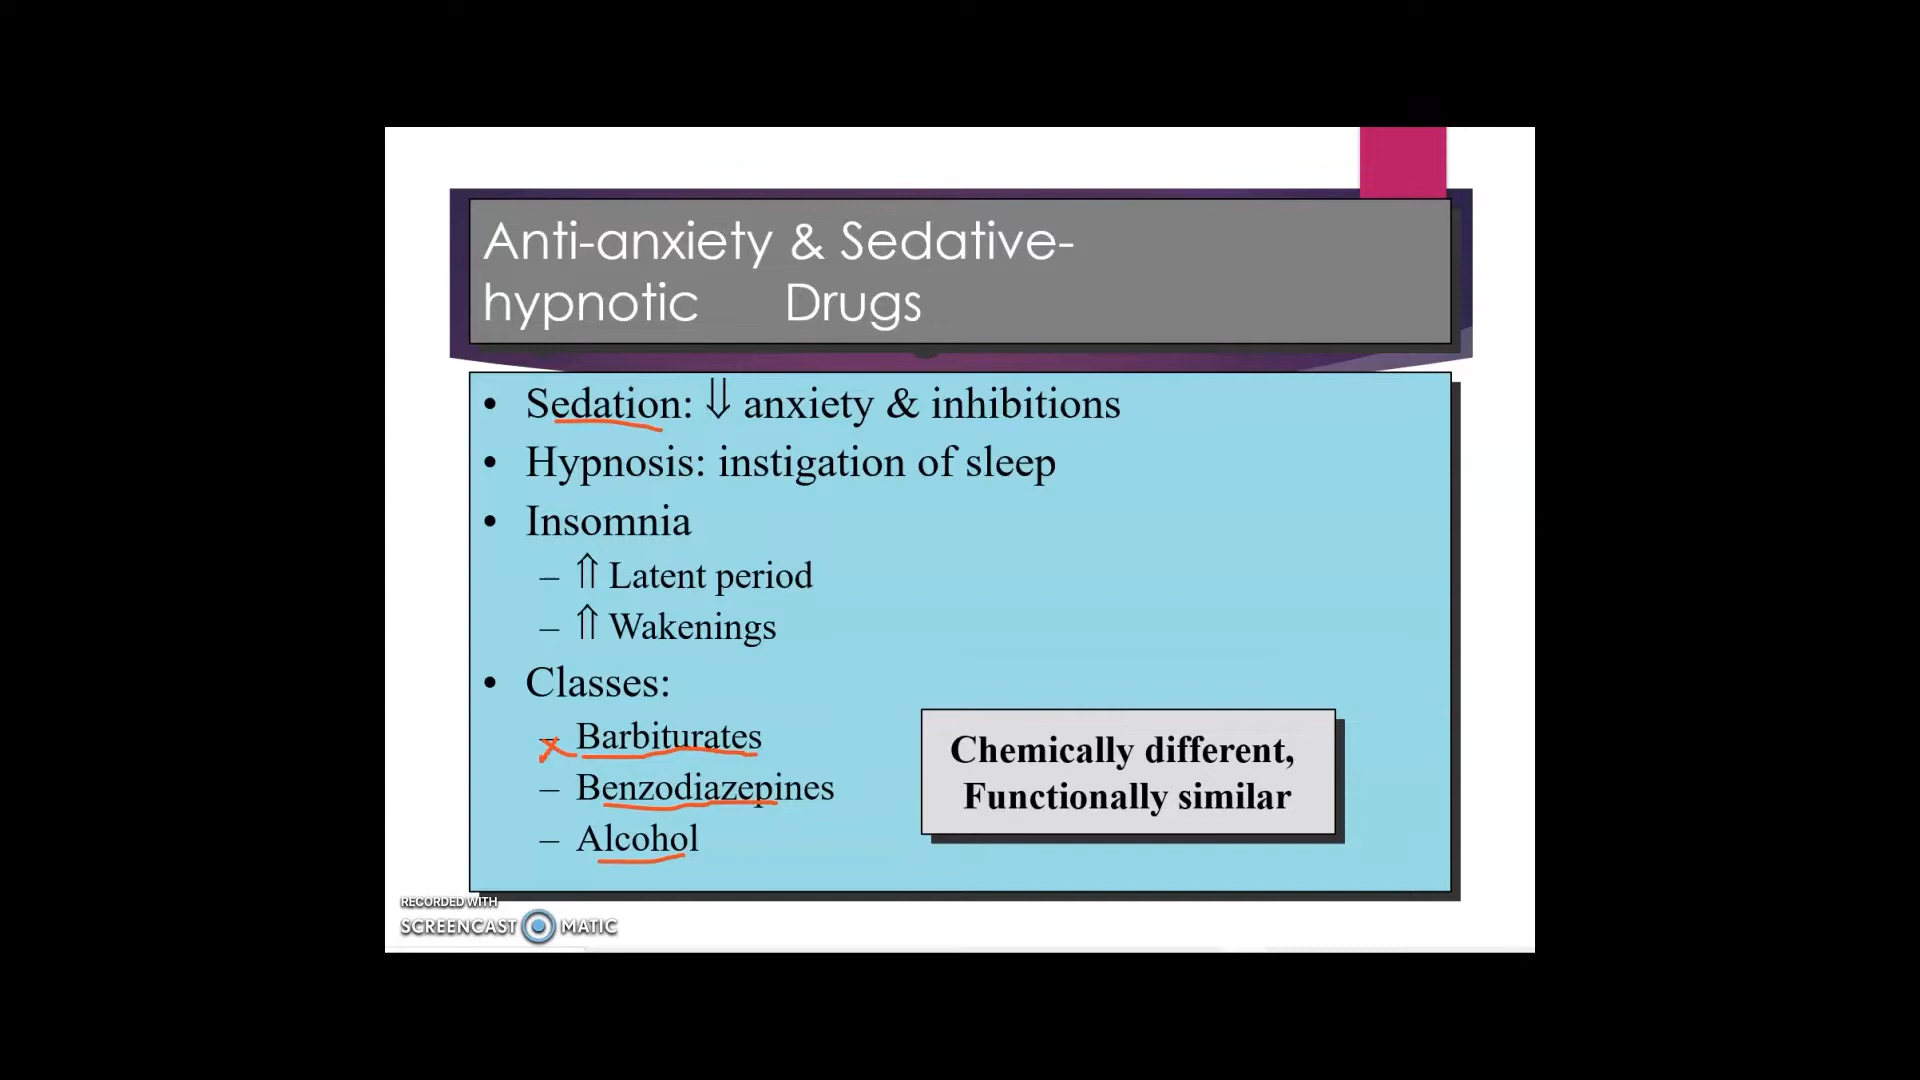 Anti-anxiety & Sedative-
hypnotic Drugs
• Sedation: ⇓ anxiety & inhibitions
• Hypnosis: instigation of sleep
• Insomnia
– ⇑ Latent period
– ⇑ Wakenings
• Classes:
– Barbiturates
– Benzodiazepines
– Alcohol
Chemically different,
Functionally similar
RECORDED WITH
SCREENCAST MATIC